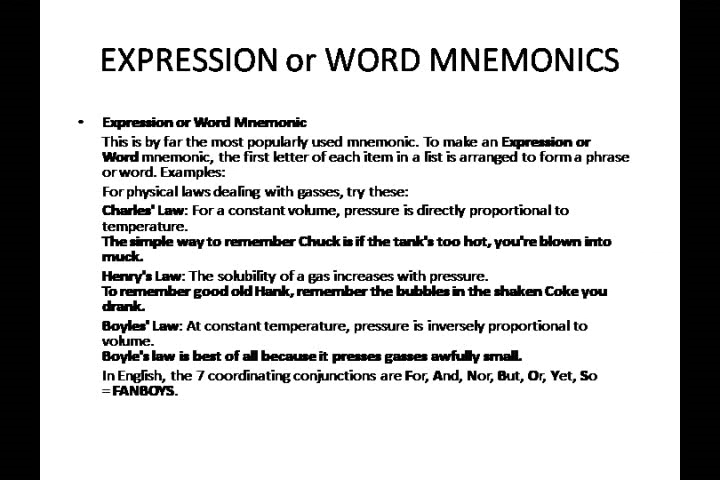 EXPRESSION or WORD MNEMONICS
• Expression or Word Mnemonic
This is by far the most popularly used mnemonic. To make an Expression or
Word mnemonic, the first letter of each item in a list is arranged to form a phrase
or word. Examples:
For physical laws dealing with gasses, try these:
Charles' Law: For a constant volume, pressure is directly proportional to
temperature.
The simple way to remember Chuck is if the tank's too hot, you're blown into
muck.
Henry's Law: The solubility of a gas increases with pressure.
To remember good old Hank, remember the bubbles in the shaken Coke you
drank.
Boyles' Law: At constant temperature, pressure is inversely proportional to
volume.
Boyle's law is best of all because it presses gasses awfully small.
In English, the 7 coordinating conjunctions are For, And, Nor, But, Or, Yet, So
= FANBOYS.